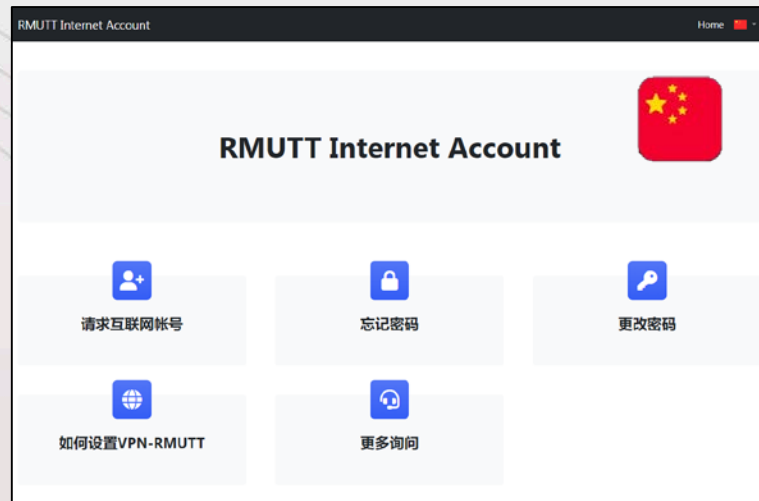 RMUTT Internet Account
Home
RMUTT Internet Account
请求互联网帐号
忘记密码
更改密码
如何设置VPN-RMUTT
更多询问